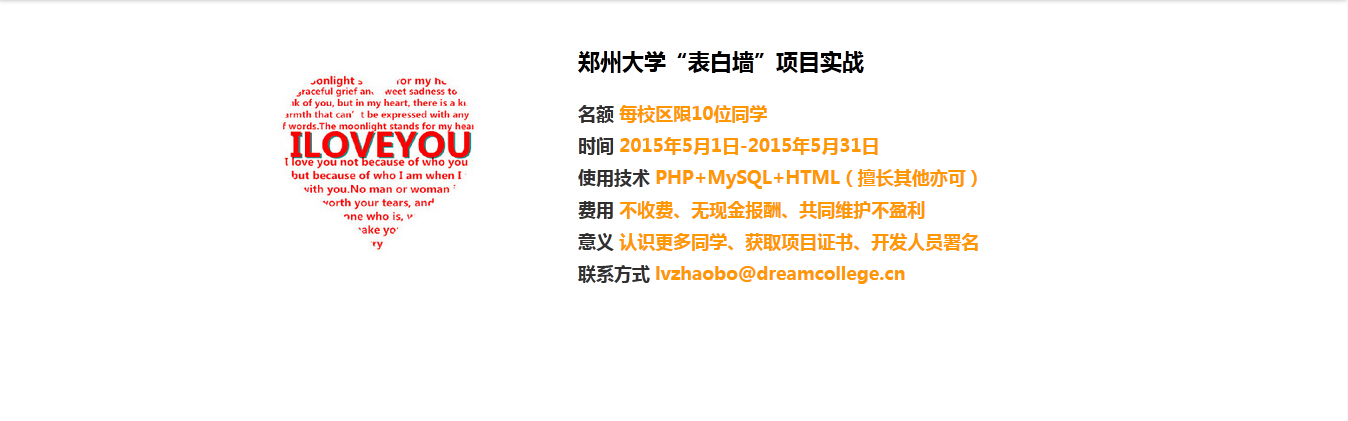 oonlight s for my he
graceful grief and weet sadness to
nk of you, but in my heart, there is a ki
armth that can't be expressed with any
f words.The moonlight stands for my hear
ILOVEYOU
I love you not because of who you
but because of who I am when I
with you.No man or woman
worth your tears, and
one who is, w
ake you
ry
郑州大学“表白墙”项目实战
名额 每校区限10位同学
时间 2015年5月1日-2015年5月31日
使用技术 PHP+MySQL+HTML（擅长其他亦可）
费用 不收费、无现金报酬、共同维护不盈利
意义 认识更多同学、获取项目证书、开发人员署名
联系方式 lvzhaobo@dreamcollege.cn